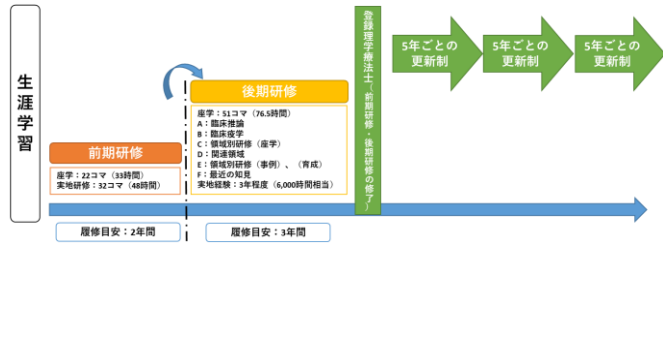 生涯学習
前期研修
座学:22コマ(33時間)
実地研修:32コマ(48時間)
履修目安:2年間
後期研修
座学:51コマ(76.5時間)
A:臨床推論
B:臨床疫学
C:領域別研修(座学)
D:関連領域
E:領域別研修(事例)、(育成)
F:最近の知見
実地経験:3年程度(6,000時間相当)
履修目安:3年間
登録理学療法士(前期研修・後期研修の修了)
5年ごとの
更新制
5年ごとの
更新制
5年ごとの
更新制